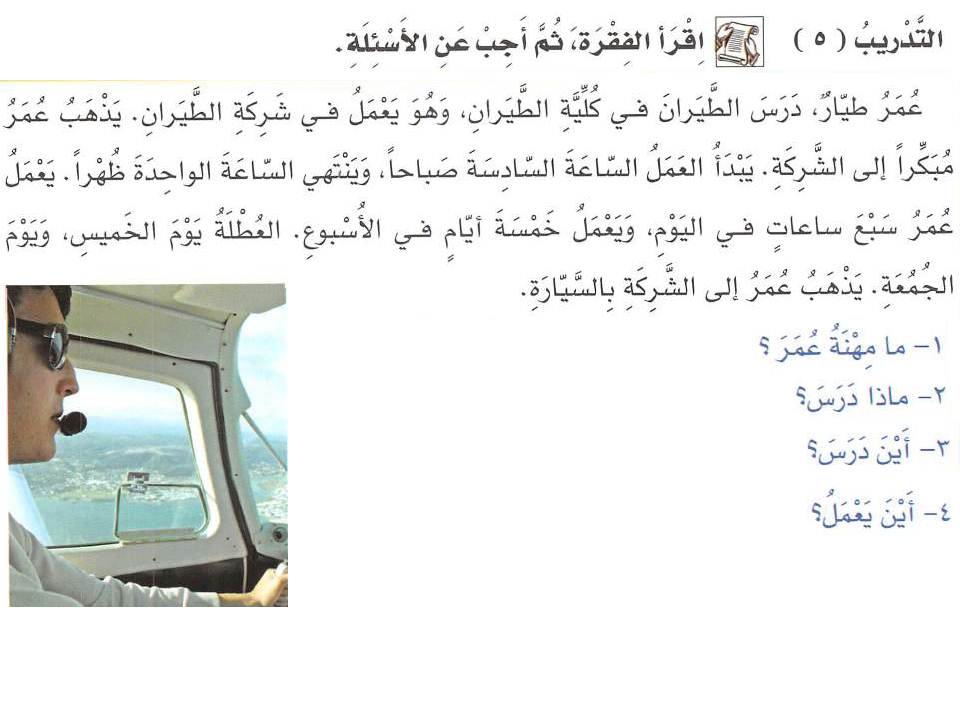 التَّدْرِيبُ ( ٥ ) اِقْرَأ الفِقْرَةَ، ثُمَّ أَجِبْ عَنِ الأَسْئِلَةِ.
عُمَرُ طيّارٌ، دَرَسَ الطَّيَرانَ في كُلِّيَّةِ الطَّيَرانِ، وَهُوَ يَعْمَلُ في شَرِكَةِ الطَّيَرانِ. يَذْهَبُ عُمَرُ
مُبَكِّراً إلى الشَّرِكَةِ. يَبْدَأُ العَمَلُ السّاعَةَ السّادِسَةَ صَباحاً، وَيَنْتَهي السّاعَةَ الواحِدَةَ ظُهْراً. يَعْمَلُ
عُمَرُ سَبْعَ ساعاتٍ في اليَوْمِ، وَيَعْمَلُ خَمْسَةَ أيّامٍ في الأُسْبوعِ. العُطْلَةُ يَوْمَ الخَميسِ، وَيَوْمَ
الجُمُعَةِ. يَذْهَبُ عُمَرُ إلى الشَّرِكَةِ بِالسَّيّارَةِ.
١- ما مِهْنَةُ عُمَرَ ؟
٢- ماذا دَرَسَ؟
٣- أَيْنَ دَرَسَ؟
٤- أَيْنَ يَعْمَلُ؟